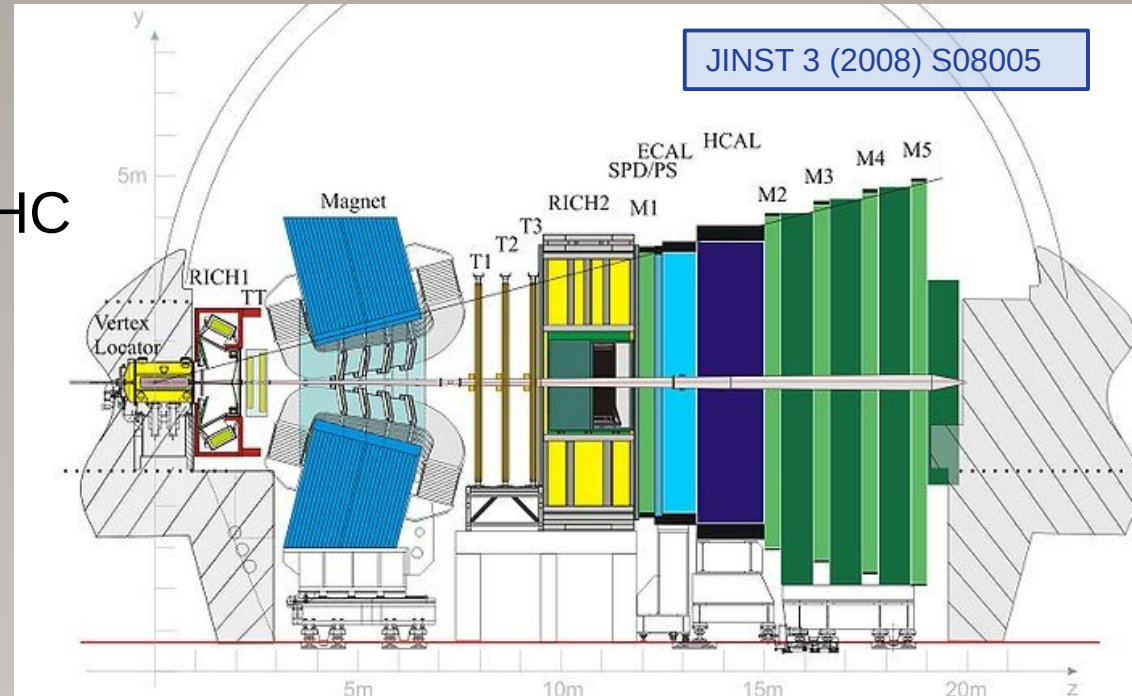 y
JINST 3 (2008) S08005
HCAL
ECAL
SPD/PS
M5
M4
M3
M2
5m
Magnet
RICH2
M1
HC
T3
T2
T1
RICH1
TT
Vertex
Locator
5m
10m
15m
20m
z